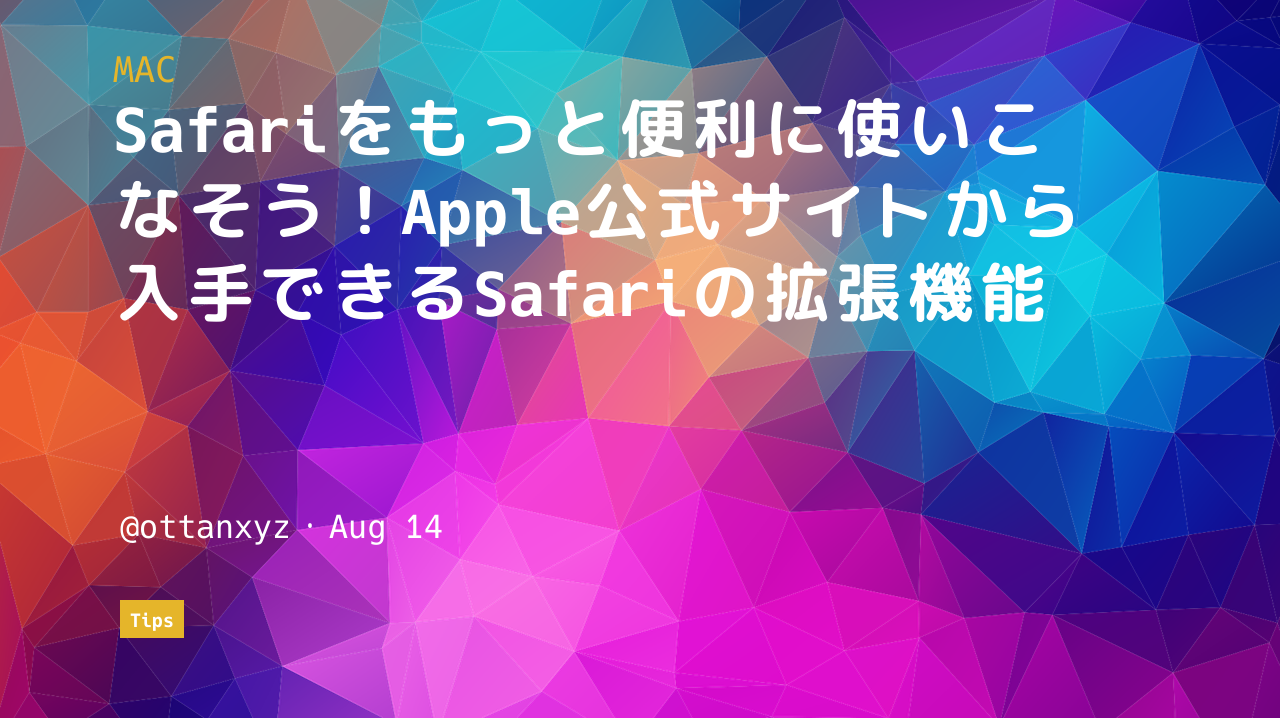 MAC
Safariをもっと便利に使いこ
なそう！Apple公式サイトから
入手できるSafariの拡張機能
@ottanxyz・Aug 14
Tips